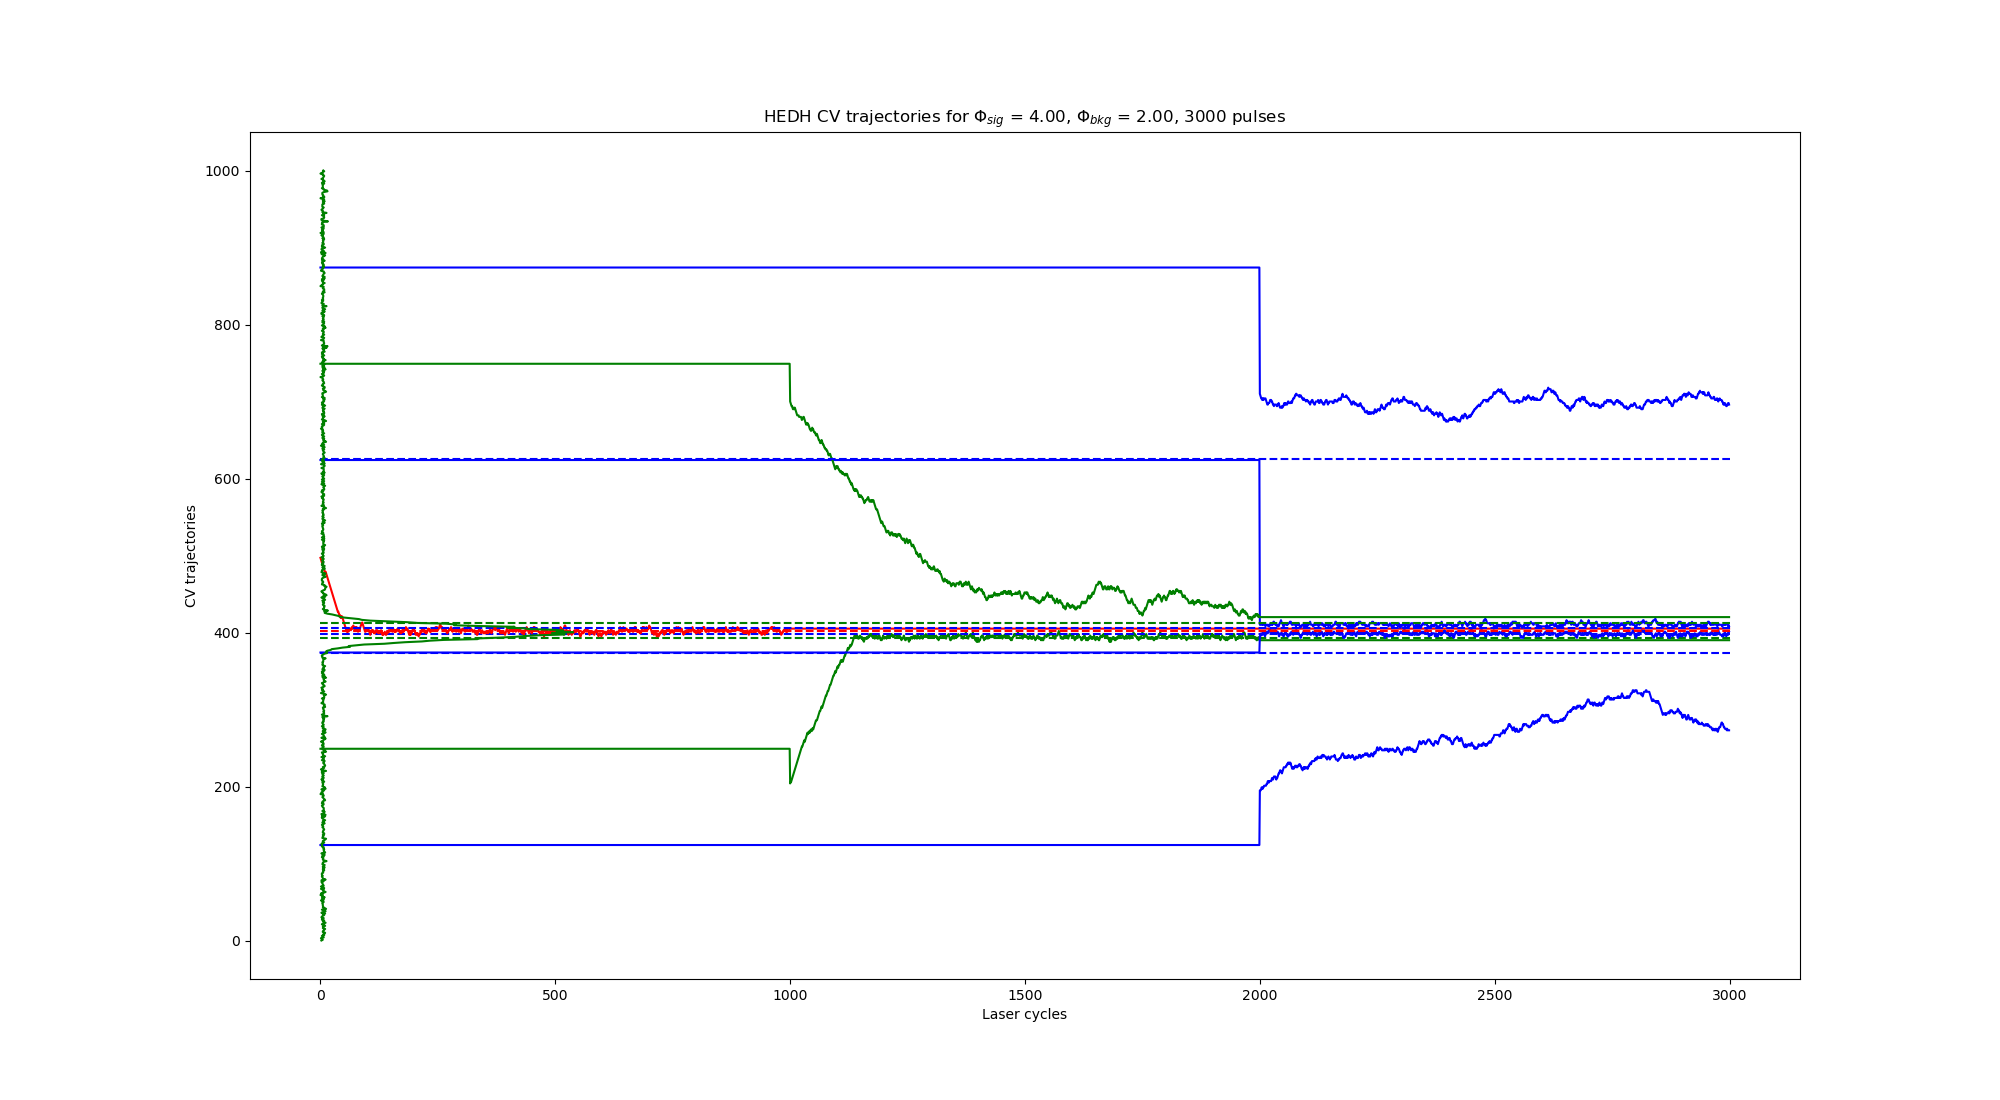 HEDH CV trajectories for Φsig = 4.00, Φbkg = 2.00, 3000 pulses
1000
800
600
400
200
0
CV trajectories
0 500 1000 1500 2000 2500 3000
Laser cycles